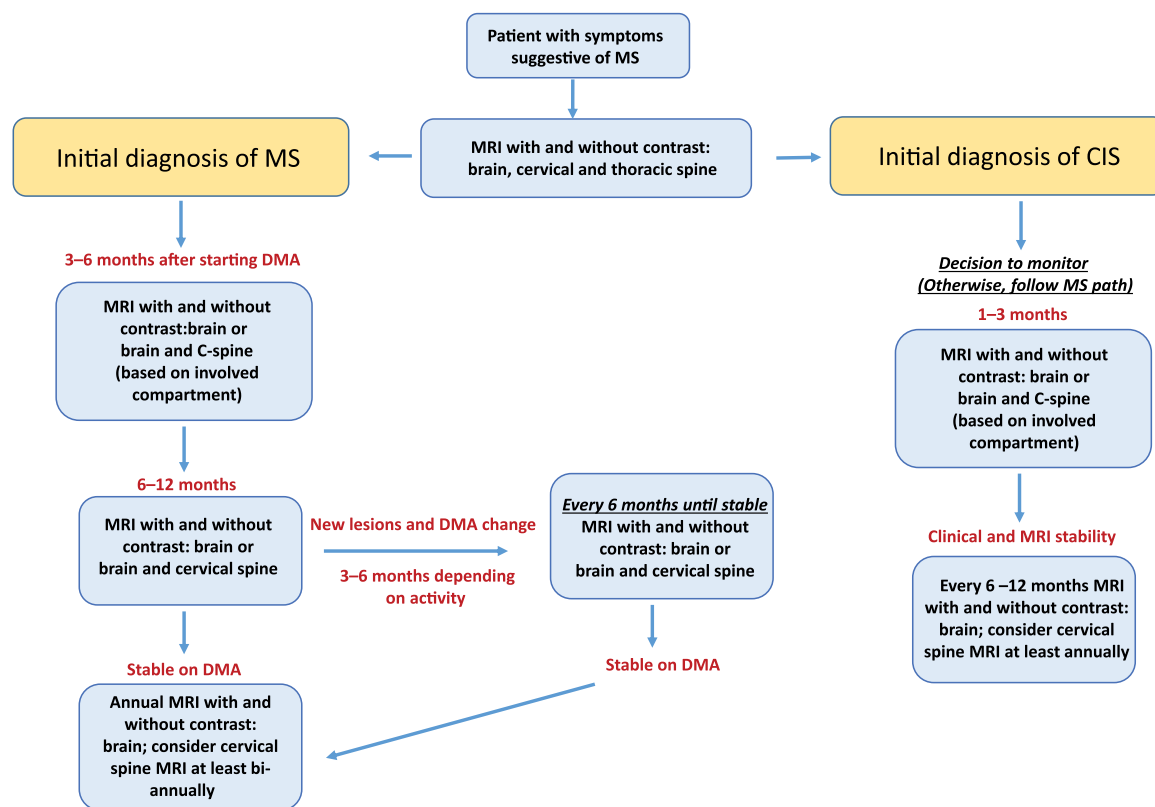 Patient with symptoms
suggestive of MS
MRI with and without contrast:
brain, cervical and thoracic spine
Initial diagnosis of MS
Initial diagnosis of CIS
3–6 months after starting DMA
MRI with and without
contrast:brain or
brain and C-spine
(based on involved
compartment)
6–12 months
MRI with and without
contrast: brain or
brain and cervical spine
New lesions and DMA change
3–6 months depending
on activity
Every 6 months until stable
MRI with and without
contrast: brain or
brain and cervical spine
Stable on DMA
Stable on DMA
Annual MRI with and
without contrast:
brain; consider cervical
spine MRI at least bi-
annually
Decision to monitor
(Otherwise, follow MS path)
1–3 months
MRI with and without
contrast: brain or
brain and C-spine
(based on involved
compartment)
Clinical and MRI stability
Every 6 –12 months MRI
with and without contrast:
brain; consider cervical
spine MRI at least annually